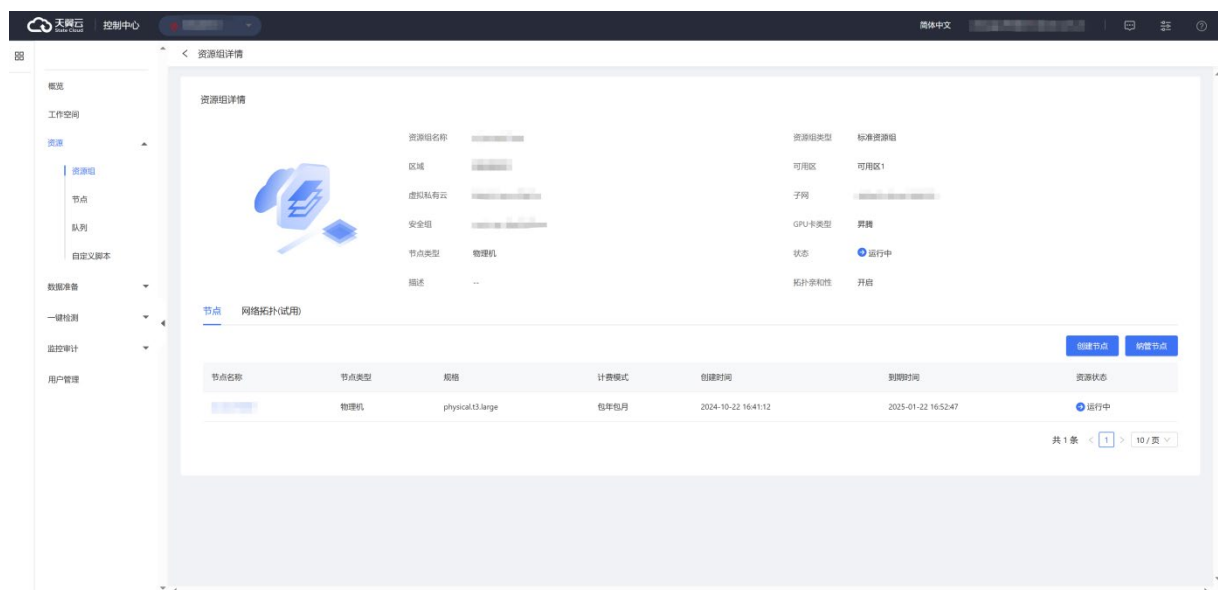 天翼云 State Cloud 控制中心 简体中文
资源组详情
概览
工作空间
资源
资源组
节点
队列
自定义脚本
数据准备
一键检测
监控审计
用户管理
资源组详情
资源组名称 资源组类型 标准资源组
区域 可用区 可用区1
虚拟私有云 子网
安全组 GPU卡类型 昇腾
节点类型 物理机 状态 运行中
描述 -- 拓扑亲和性 开启
节点 网络拓扑(试用)
创建节点 纳管节点
节点名称 节点类型 规格 计费模式 创建时间 到期时间 资源状态
物理机 physical.t3.large 包年包月 2024-10-22 16:41:12 2025-01-22 16:52:47 运行中
共 1 条 < 1 > 10 / 页